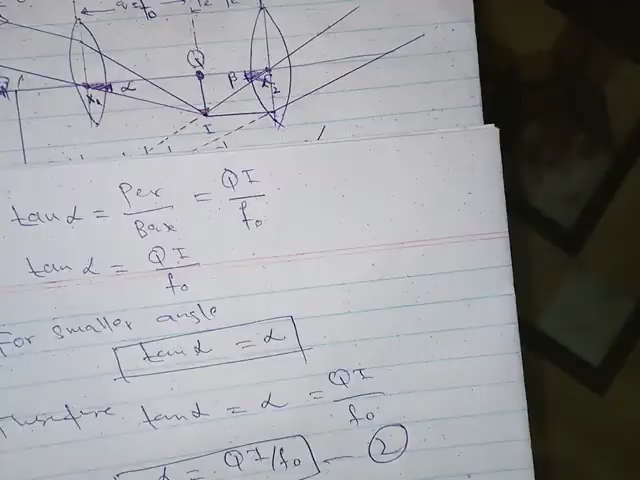 Q
α
β
I
tan α = Per / Base = QI / f₀
tan α = QI / f₀
For smaller angle
tan α = α
Therefore tan α = α = QI / f₀
α = QI/f₀ — ②